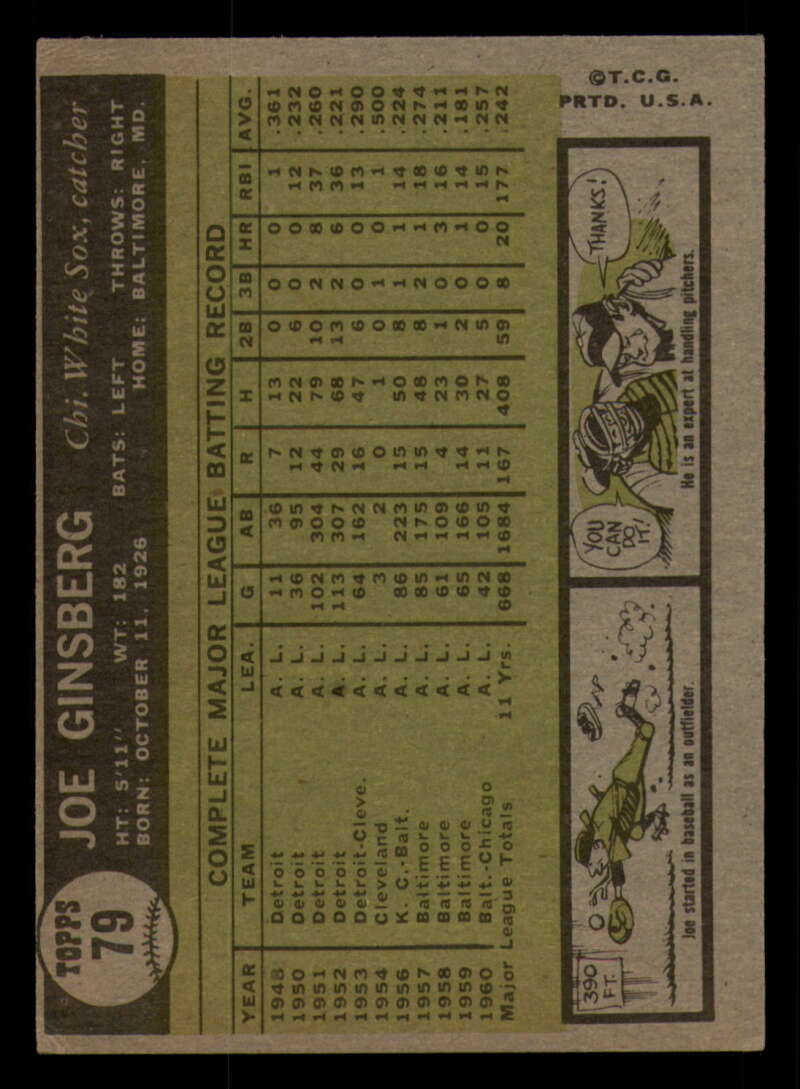 TOPPS
79
JOE GINSBERG Chi. White Sox, catcher
HT: 5'11" WT: 182 BATS: LEFT THROWS: RIGHT
BORN: OCTOBER 11, 1926 HOME: BALTIMORE, MD.
COMPLETE MAJOR LEAGUE BATTING RECORD
YEAR TEAM LEA. G AB R H 2B 3B HR RBI AVG.
1948 Detroit A. L. 11 36 7 13 0 0 0 1 .361
1950 Detroit A. L. 36 95 12 22 6 0 0 12 .232
1951 Detroit A. L. 102 304 44 79 10 2 8 37 .260
1952 Detroit A. L. 113 307 29 68 13 2 6 36 .221
1953 Detroit-Cleve. A. L. 64 162 16 47 6 0 0 13 .290
1954 Cleveland A. L. 3 2 0 1 0 1 0 1 .500
1956 K. C.-Balt. A. L. 86 223 15 50 8 1 1 14 .224
1957 Baltimore A. L. 85 175 15 48 8 2 1 18 .274
1958 Baltimore A. L. 61 109 4 23 1 0 3 16 .211
1959 Baltimore A. L. 65 166 14 30 2 0 1 14 .181
1960 Balt.-Chicago A. L. 42 105 11 27 5 0 0 15 .257
Major League Totals 11 Yrs. 668 1684 167 408 59 8 20 177 .242
390
FT.
Joe started in baseball as an outfielder.
YOU
CAN
DO
IT!
THANKS!
He is an expert at handling pitchers.
©T.C.G.
PRTD. U.S.A.